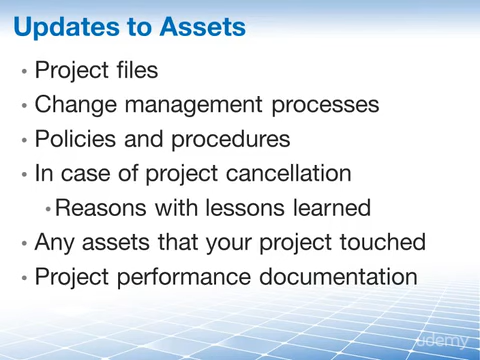 Updates to Assets
• Project files
• Change management processes
• Policies and procedures
• In case of project cancellation
• Reasons with lessons learned
• Any assets that your project touched
• Project performance documentation
udemy